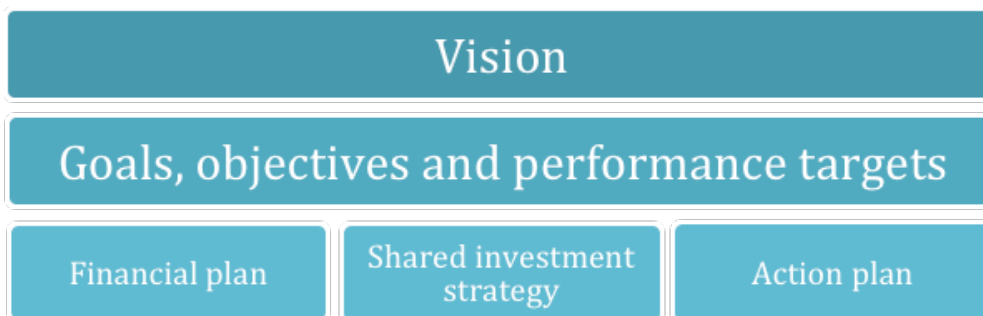 Vision
Goals, objectives and performance targets
Financial plan
Shared investment
strategy
Action plan